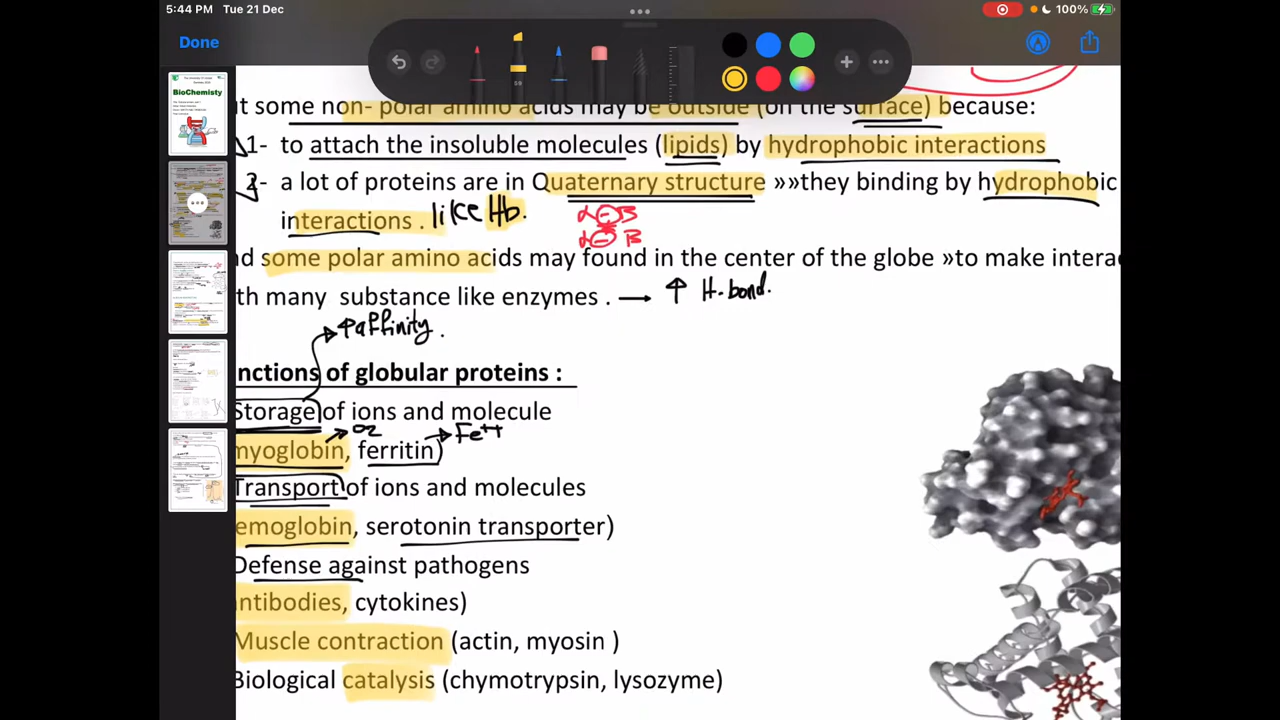 5:44 PM Tue 21 Dec
100%
Done
BioChemisty
t some non- polar amino acids may be outside (on the surface) because:
1- to attach the insoluble molecules (lipids) by hydrophobic interactions
2- a lot of proteins are in Quaternary structure »»they binding by hydrophobic
interactions . like Hb.
α B
α B
d some polar amino acids may found in the center of the globe »to make interac
th many substance like enzymes . → ↑ H-bond.
↑ affinity .
nctions of globular proteins :
Storage of ions and molecule
O2 Fe++
myoglobin, ferritin)
Transport of ions and molecules
emoglobin, serotonin transporter)
Defense against pathogens
ntibodies, cytokines)
Muscle contraction (actin, myosin )
Biological catalysis (chymotrypsin, lysozyme)